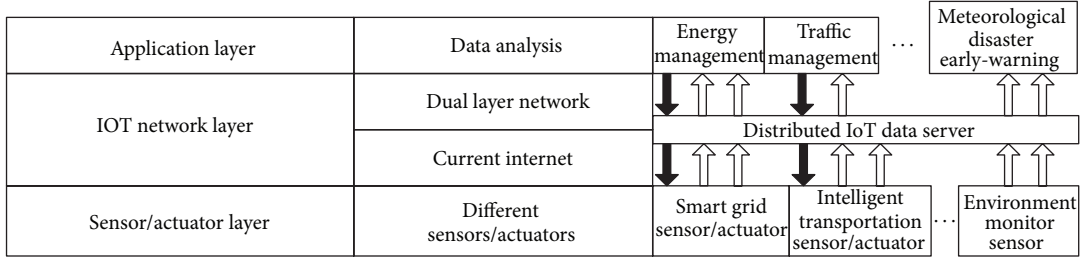 Application layer
Data analysis
Energy
management
Traffic
management
...
Meteorological
disaster
early-warning
IOT network layer
Dual layer network
Current internet
Distributed IoT data server
Sensor/actuator layer
Different
sensors/actuators
Smart grid
sensor/actuator
Intelligent
transportation
sensor/actuator
...
Environment
monitor
sensor